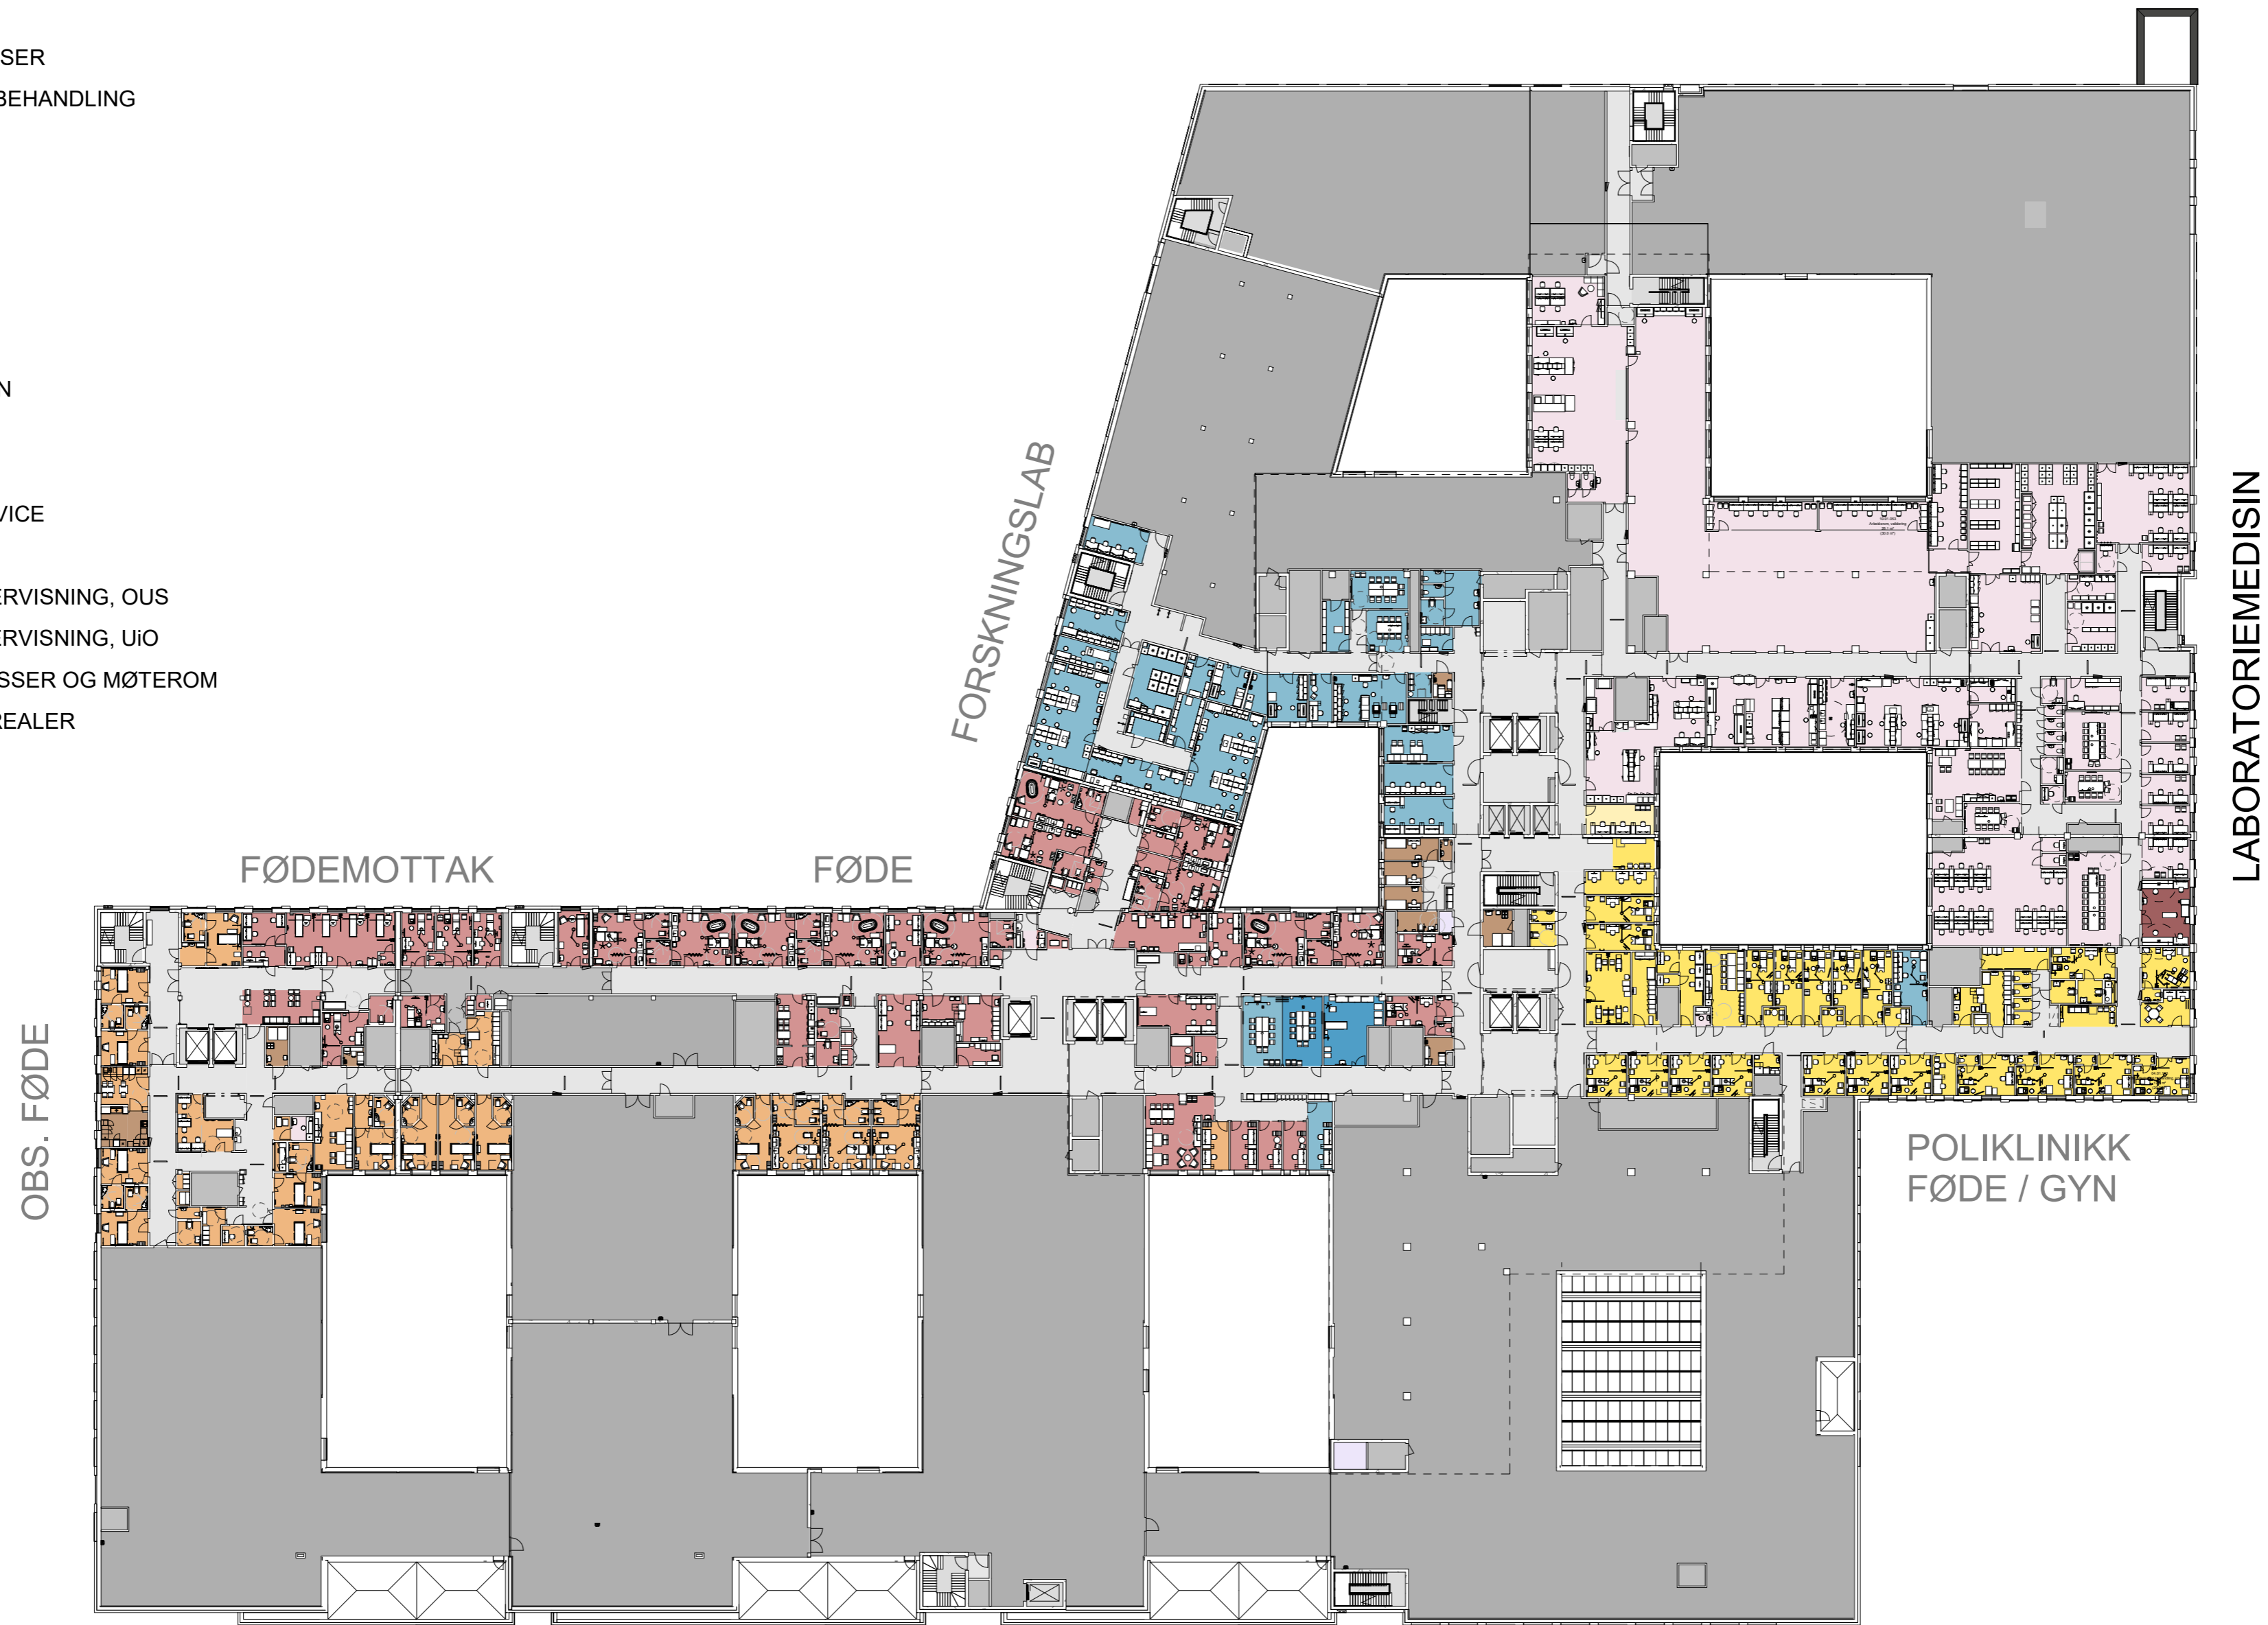 SER
BEHANDLING
N
VICE
ERVISNING, OUS
ERVISNING, UiO
SSER OG MØTEROM
REALER
FORSKNINGSLAB
LABORATORIEMEDISIN
FØDEMOTTAK
FØDE
OBS. FØDE
POLIKLINIKK
FØDE / GYN